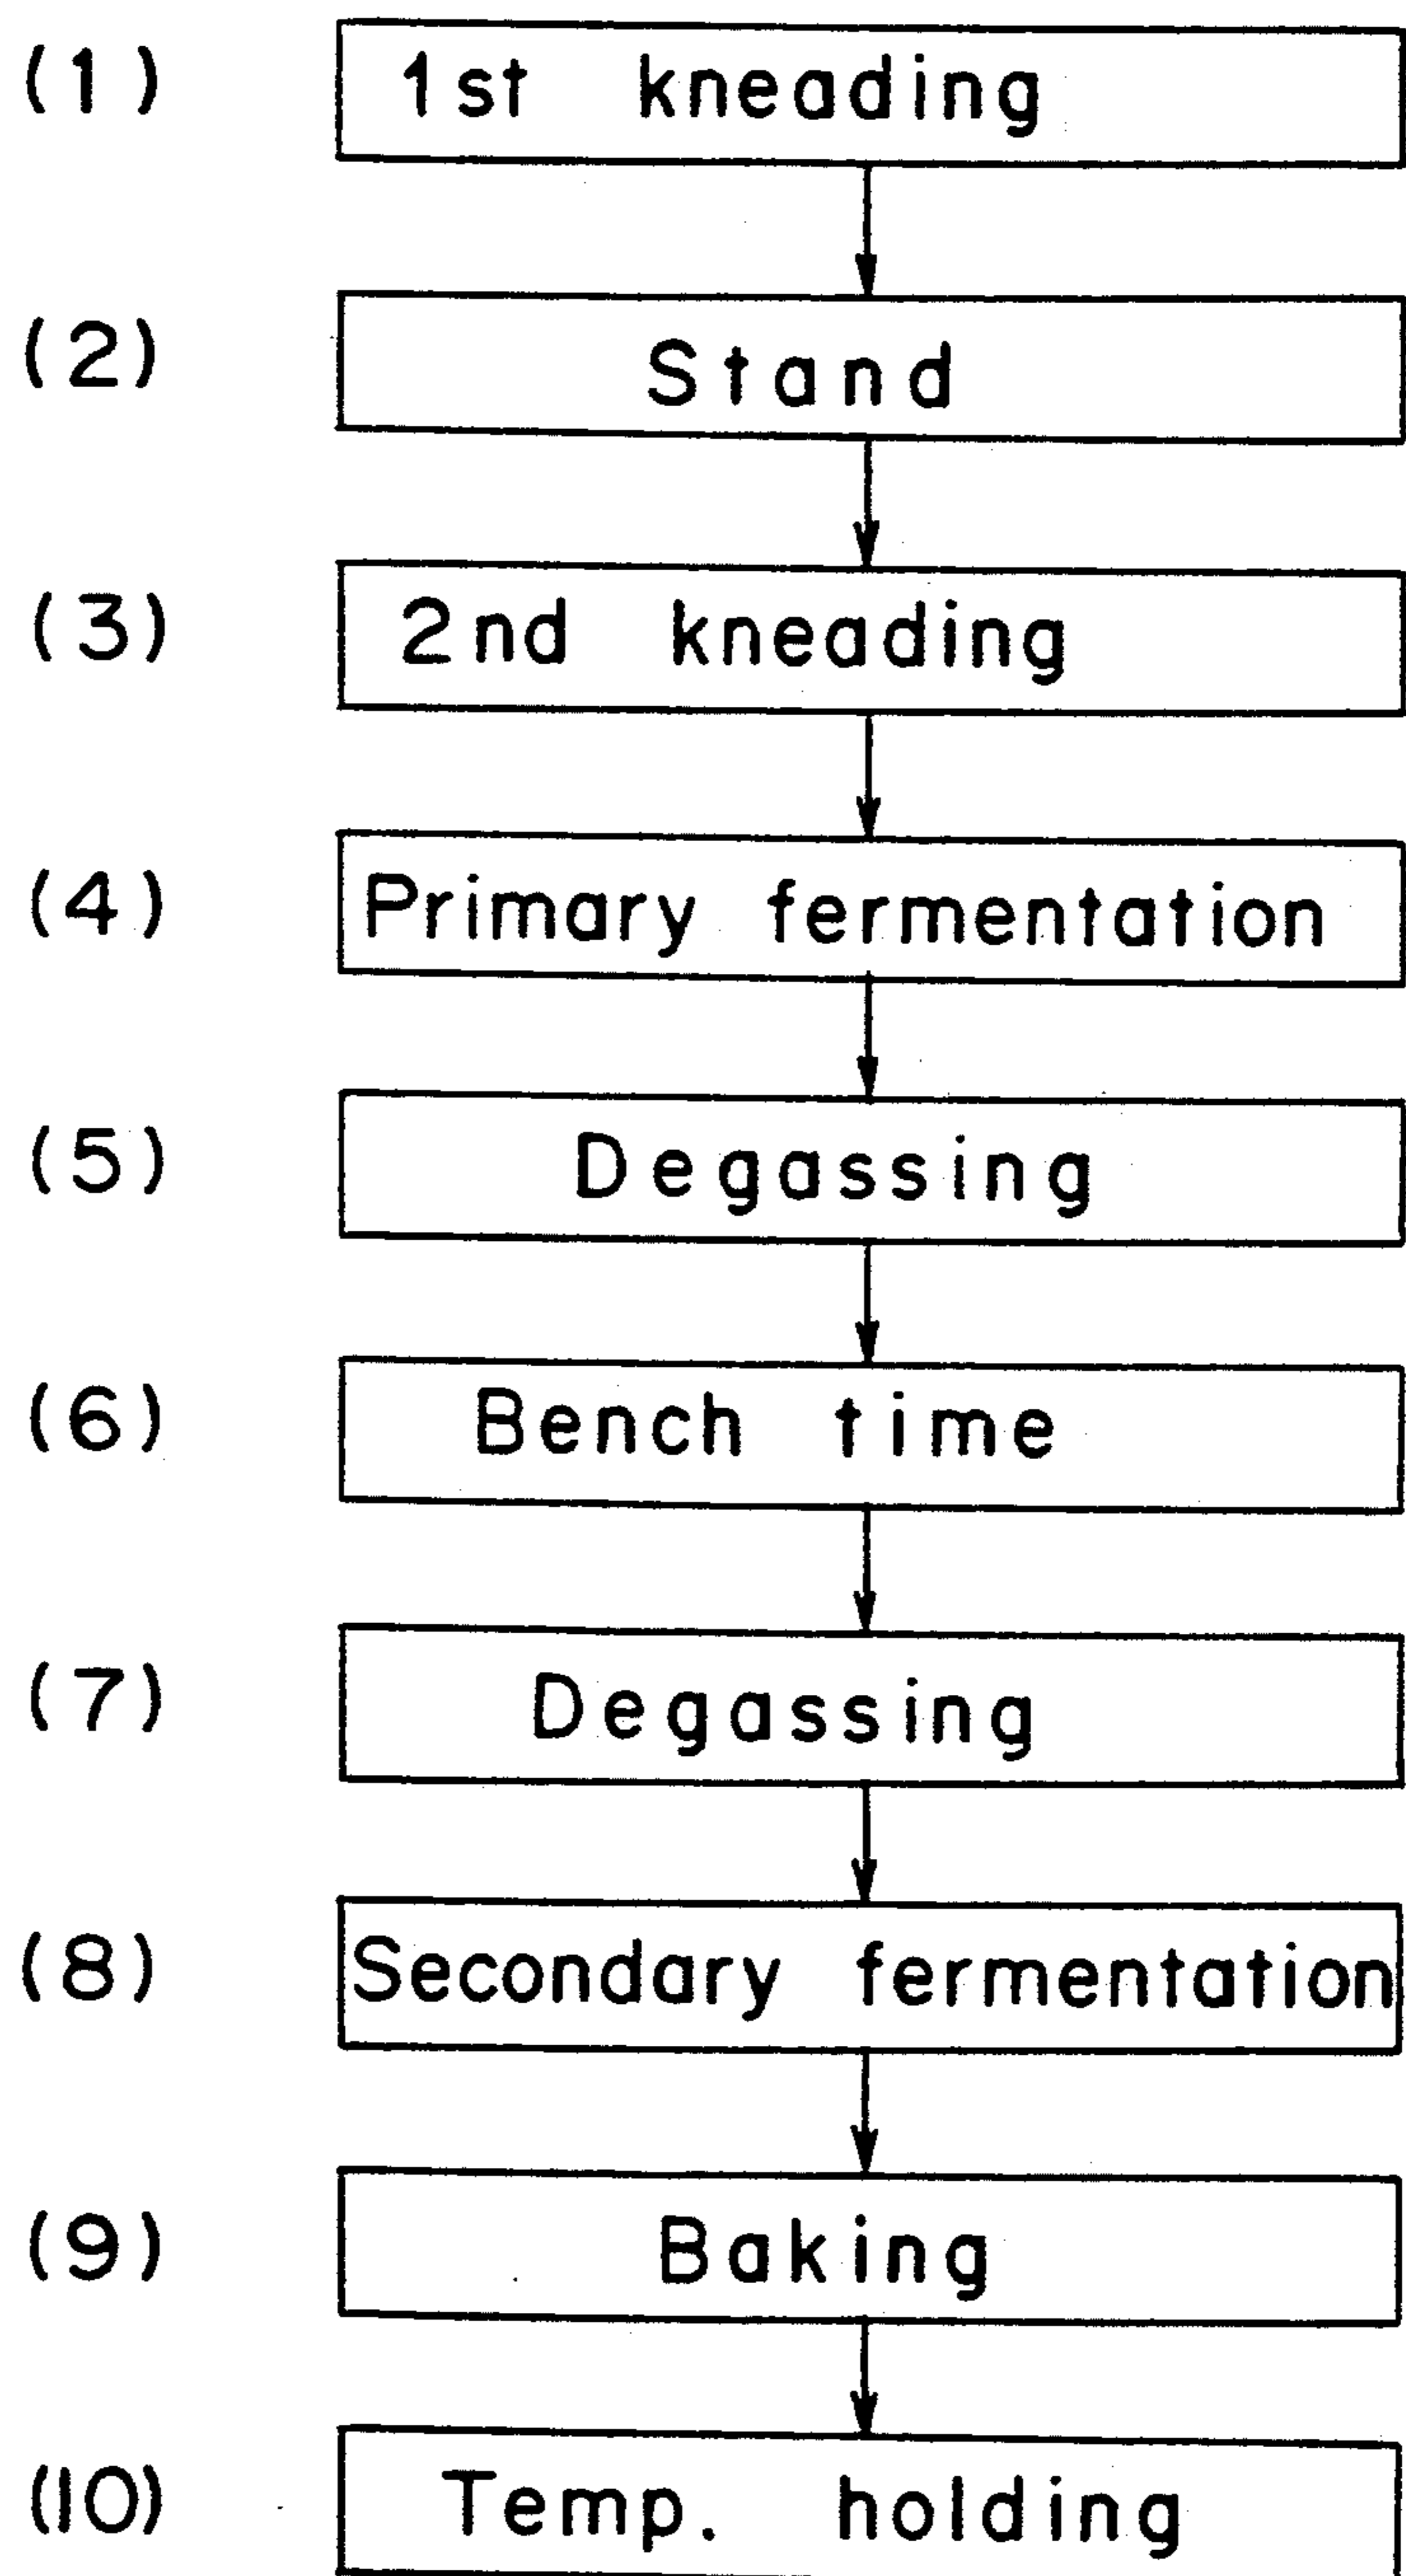 (1) 1st kneading
(2) Stand
(3) 2nd kneading
(4) Primary fermentation
(5) Degassing
(6) Bench time
(7) Degassing
(8) Secondary fermentation
(9) Baking
(10) Temp. holding